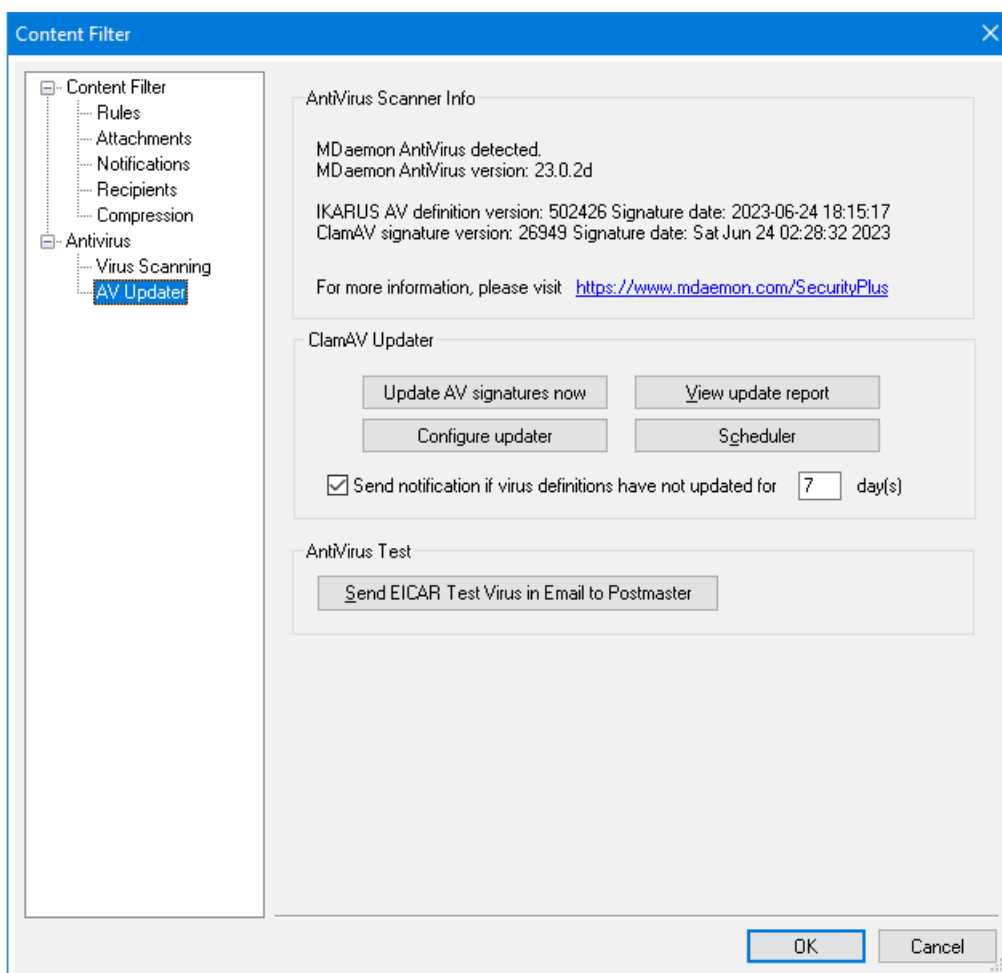 Content Filter
Content Filter
Rules
Attachments
Notifications
Recipients
Compression
Antivirus
Virus Scanning
AV Updater
AntiVirus Scanner Info
MDaemon AntiVirus detected.
MDaemon AntiVirus version: 23.0.2d
IKARUS AV definition version: 502426 Signature date: 2023-06-24 18:15:17
ClamAV signature version: 26949 Signature date: Sat Jun 24 02:28:32 2023
For more information, please visit https://www.mdaemon.com/SecurityPlus
ClamAV Updater
Update AV signatures now
View update report
Configure updater
Scheduler
Send notification if virus definitions have not updated for 7 day(s)
AntiVirus Test
Send EICAR Test Virus in Email to Postmaster
OK
Cancel